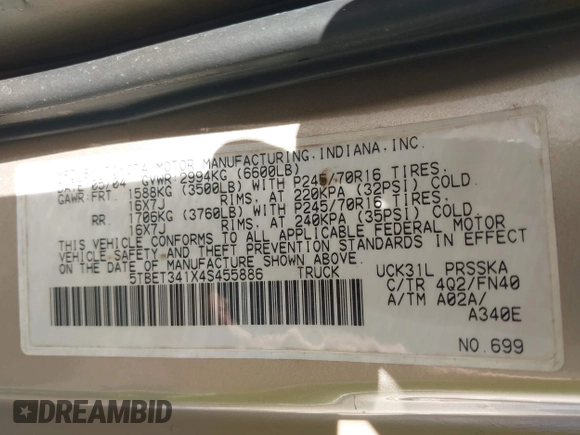 MOTOR MANUFACTURING, INDIANA, INC.
DATE 05/04 GVWR: 2994KG (6600LB)
GAWR: FRT. 1588KG (3500LB) WITH P245/70R16 TIRES.
16X7J RIMS. AT 220KPA (32PSI) COLD
RR. 1706KG (3760LB) WITH P245/70R16 TIRES.
16X7J RIMS. AT 240KPA (35PSI) COLD.
THIS VEHICLE CONFORMS TO ALL APPLICABLE FEDERAL MOTOR
VEHICLE SAFETY AND THEFT PREVENTION STANDARDS IN EFFECT
ON THE DATE OF MANUFACTURE SHOWN ABOVE.
5TBET341X4S455886 TRUCK
UCK31L PRSSKA
C/TR 4Q2/FN40
A/TM A02A/
A340E
NO.699
DREAMBID